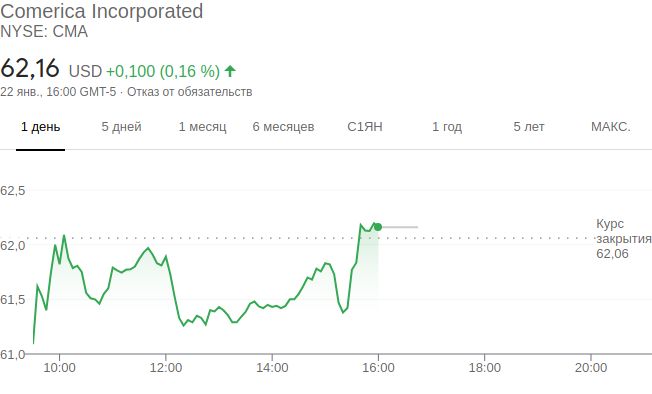 Comerica Incorporated
NYSE: CMA
62,16 USD +0,100 (0,16 %)
22 янв., 16:00 GMT-5 · Отказ от обязательств
1 день 5 дней 1 месяц 6 месяцев С1ЯН 1 год 5 лет МАКС.
62,5
Курс
62,0
закрытия
62,06
61,5
61,0
10:00 12:00 14:00 16:00 18:00 20:00